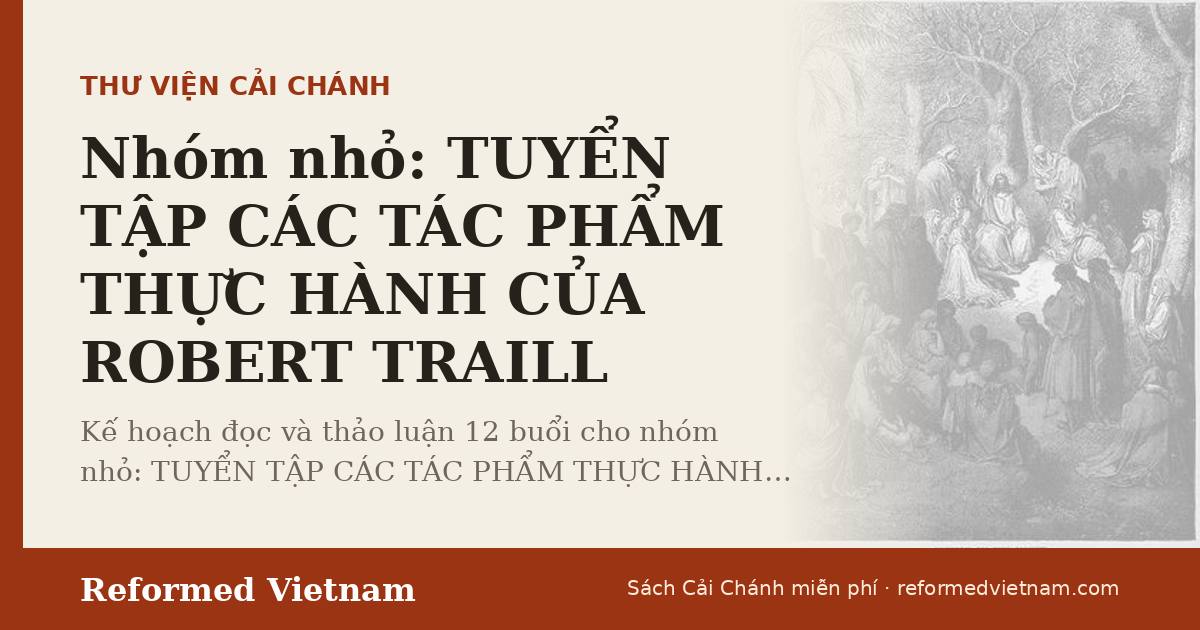 THƯ VIỆN CẢI CHÁNH
Nhóm nhỏ: TUYỂN
TẬP CÁC TÁC PHẨM
THỰC HÀNH CỦA
ROBERT TRAILL
Kế hoạch đọc và thảo luận 12 buổi cho nhóm
nhỏ: TUYỂN TẬP CÁC TÁC PHẨM THỰC HÀNH...
Reformed Vietnam
Sách Cải Chánh miễn phí · reformedvietnam.com